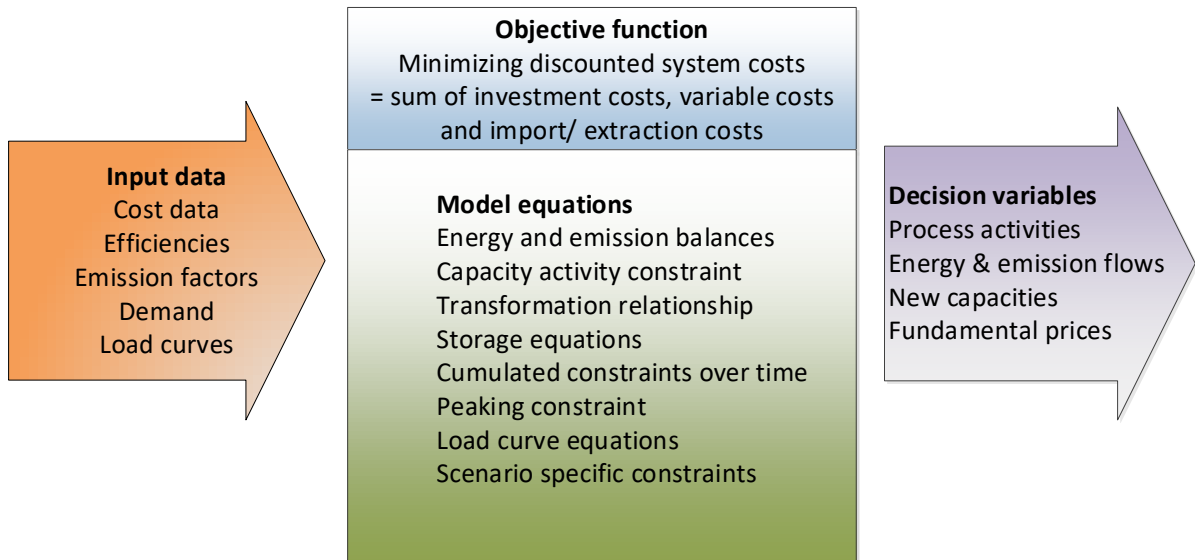 Input data
Cost data
Efficiencies
Emission factors
Demand
Load curves
Objective function
Minimizing discounted system costs
= sum of investment costs, variable costs
and import/ extraction costs
Model equations
Energy and emission balances
Capacity activity constraint
Transformation relationship
Storage equations
Cumulated constraints over time
Peaking constraint
Load curve equations
Scenario specific constraints
Decision variables
Process activities
Energy & emission flows
New capacities
Fundamental prices